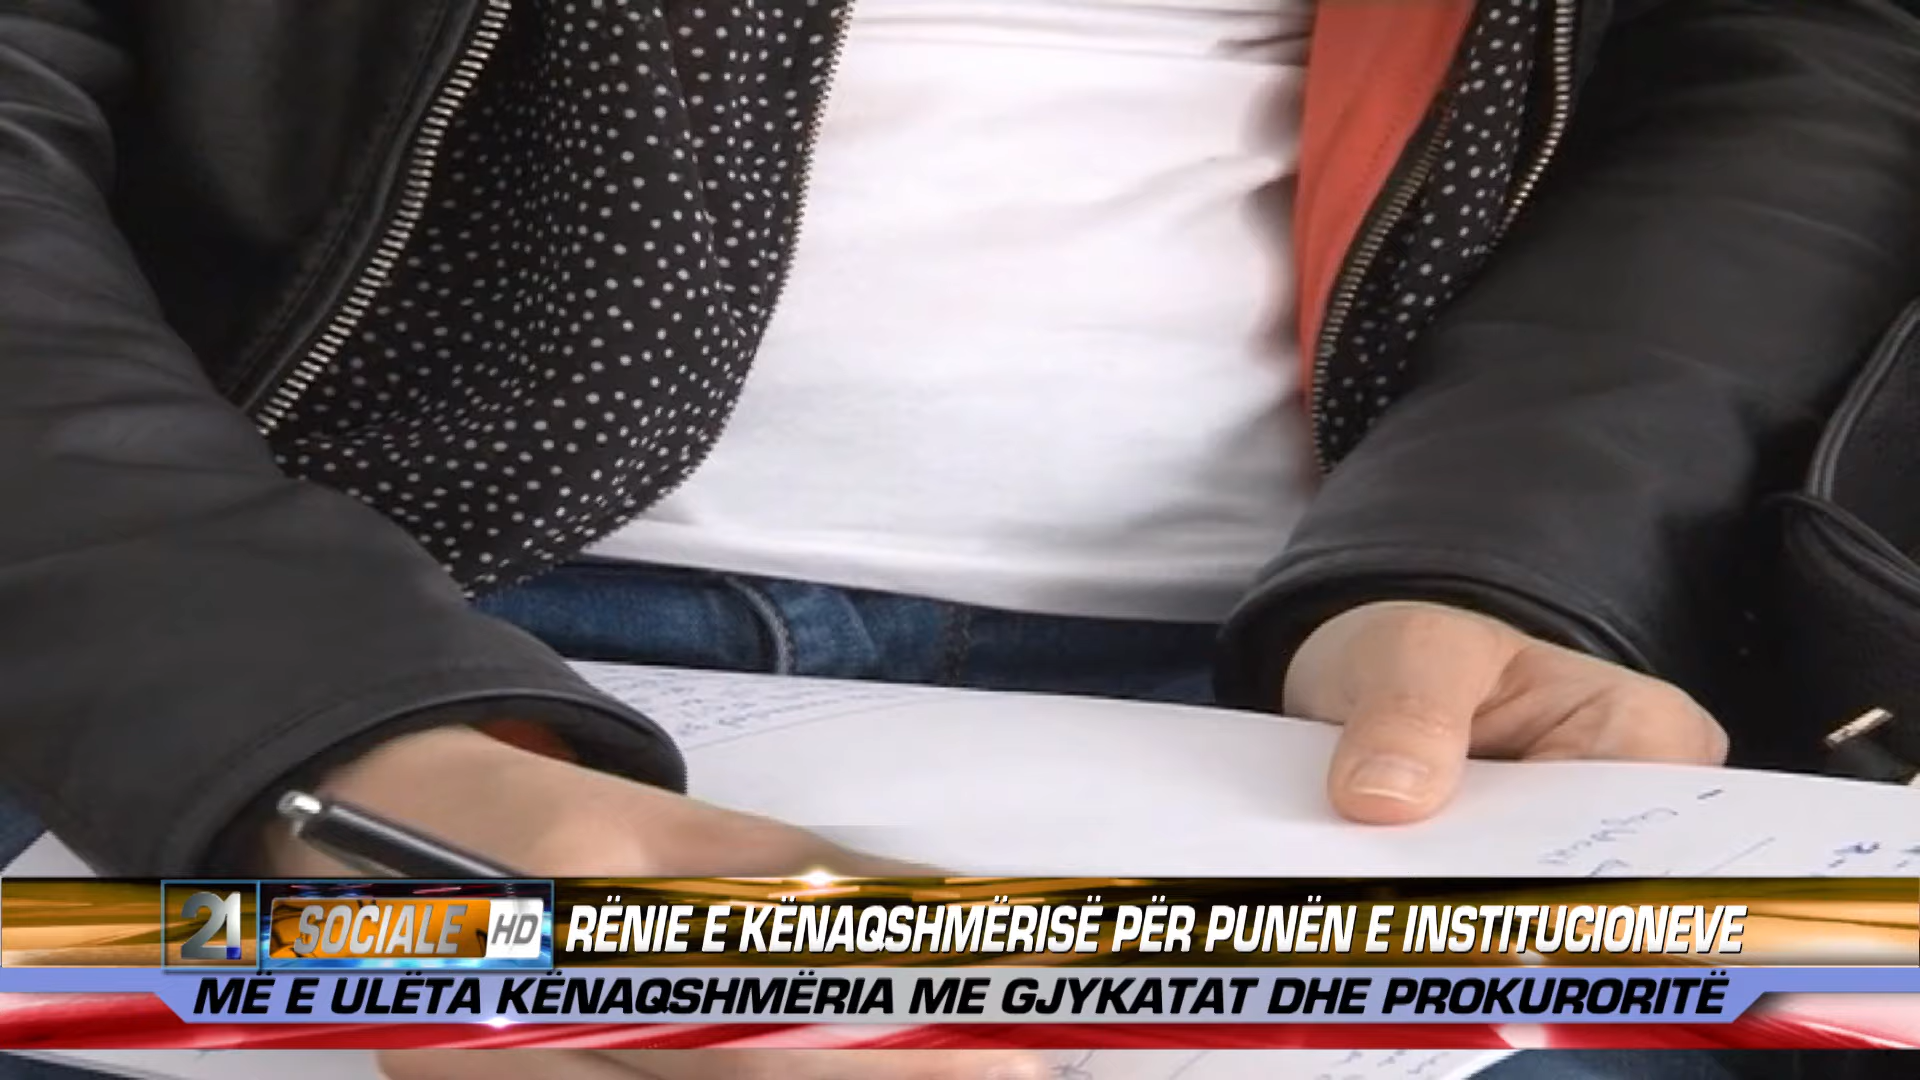 21 SOCIALE HD RËNIE E KËNAQSHMËRISË PËR PUNËN E INSTITUCIONEVE
MË E ULËTA KËNAQSHMËRIA ME GJYKATAT DHE PROKURORITË